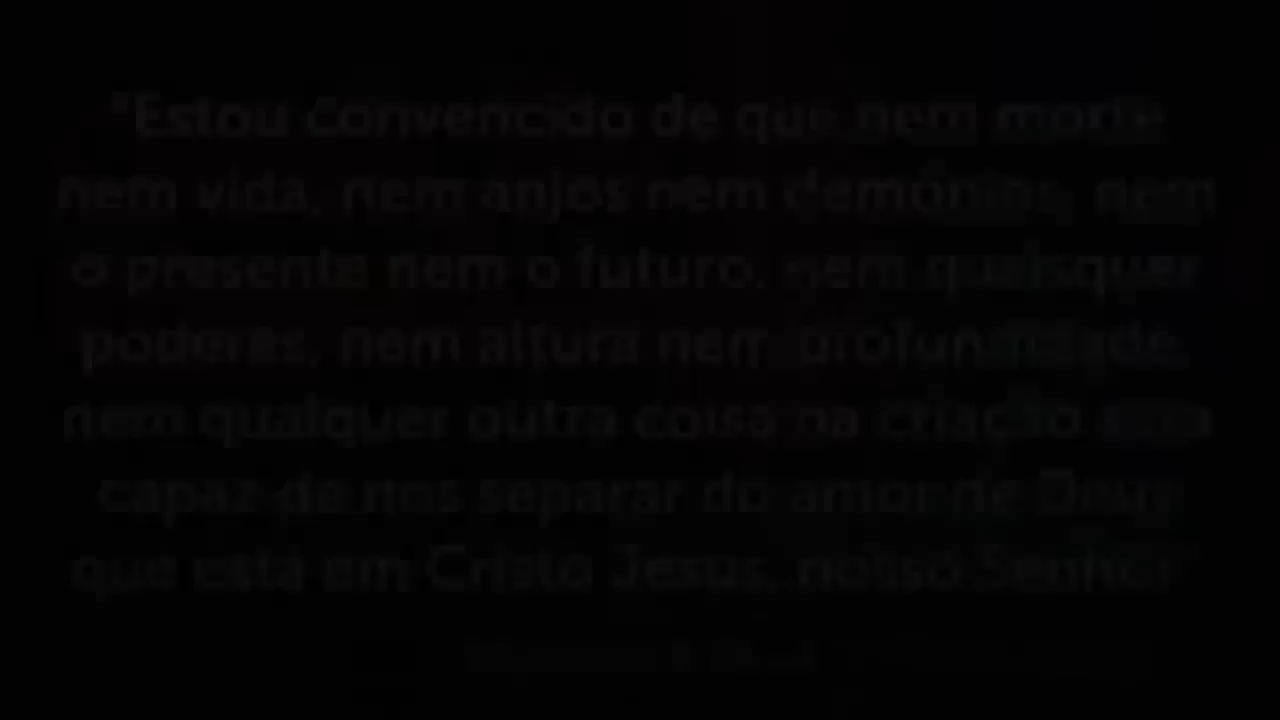 "Estou convencido de que nem morte
nem vida, nem anjos nem demônios, nem
o presente nem o futuro, nem quaisquer
poderes, nem altura nem profundidade,
nem qualquer outra coisa na criação será
capaz de nos separar do amor de Deus
que está em Cristo Jesus, nosso Senhor"